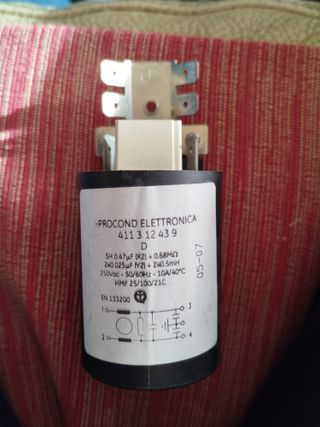 PROCOND ELETTRONICA
411 3 12 43 9
D
SH 0.47µF (X2) + 0.68MΩ
2x0.025µF (Y2) + 2x0.5mH
250Vac - 50/60Hz - 10A/40°C
HMF 25/100/21C
EN 133200
05-07
1 3
2 4